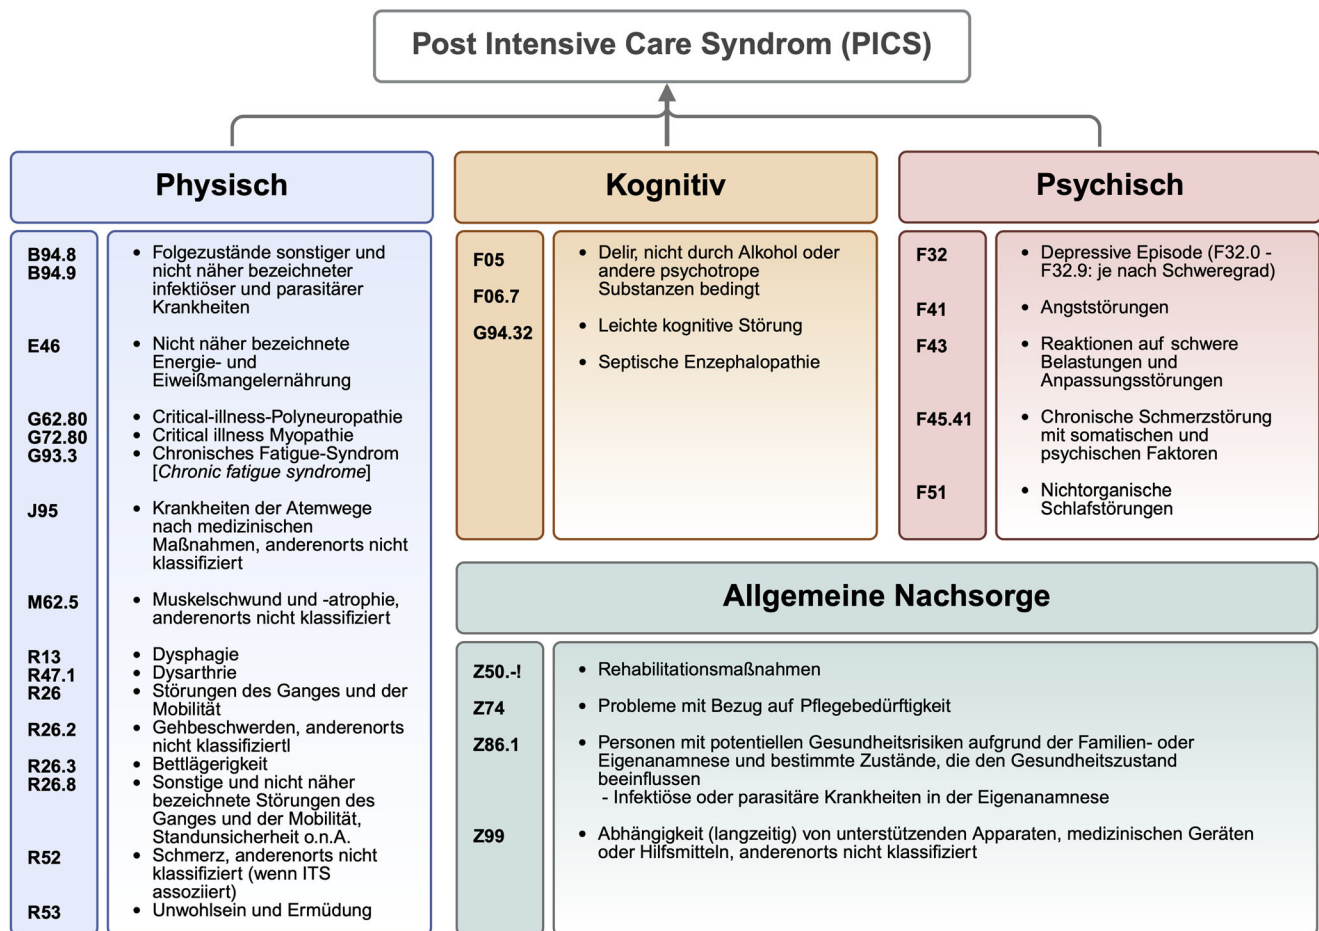 Post Intensive Care Syndrom (PICS)
Physisch
B94.8
B94.9
• Folgezustände sonstiger und
nicht näher bezeichneter
infektiöser und parasitärer
Krankheiten
E46
• Nicht näher bezeichnete
Energie- und
Eiweißmangelernährung
G62.80
• Critical-illness-Polyneuropathie
G72.80
• Critical illness Myopathie
G93.3
• Chronisches Fatigue-Syndrom
[Chronic fatigue syndrome]
J95
• Krankheiten der Atemwege
nach medizinischen
Maßnahmen, anderenorts nicht
klassifiziert
M62.5
• Muskelschwund und -atrophie,
anderenorts nicht klassifiziert
R13
• Dysphagie
R47.1
• Dysarthrie
R26
• Störungen des Ganges und der
Mobilität
R26.2
• Gehbeschwerden, anderenorts
nicht klassifiziertl
R26.3
• Bettlägerigkeit
R26.8
• Sonstige und nicht näher
bezeichnete Störungen des
Ganges und der Mobilität,
Standunsicherheit o.n.A.
R52
• Schmerz, anderenorts nicht
klassifiziert (wenn ITS
assoziiert)
R53
• Unwohlsein und Ermüdung
Kognitiv
F05
• Delir, nicht durch Alkohol oder
andere psychotrope
Substanzen bedingt
F06.7
• Leichte kognitive Störung
G94.32
• Septische Enzephalopathie
Psychisch
F32
• Depressive Episode (F32.0 -
F32.9: je nach Schweregrad)
F41
• Angststörungen
F43
• Reaktionen auf schwere
Belastungen und
Anpassungsstörungen
F45.41
• Chronische Schmerzstörung
mit somatischen und
psychischen Faktoren
F51
• Nichtorganische
Schlafstörungen
Allgemeine Nachsorge
Z50.-!
• Rehabilitationsmaßnahmen
Z74
• Probleme mit Bezug auf Pflegebedürftigkeit
Z86.1
• Personen mit potentiellen Gesundheitsrisiken aufgrund der Familien- oder
Eigenanamnese und bestimmte Zustände, die den Gesundheitszustand
beeinflussen
- Infektiöse oder parasitäre Krankheiten in der Eigenanamnese
Z99
• Abhängigkeit (langzeitig) von unterstützenden Apparaten, medizinischen Geräten
oder Hilfsmitteln, anderenorts nicht klassifiziert